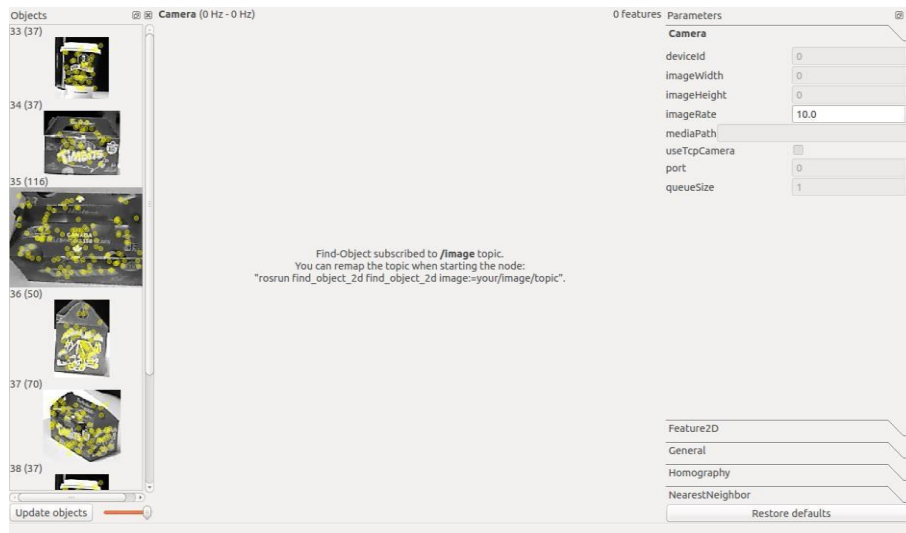 Objects
33 (37)
34 (37)
35 (116)
36 (50)
37 (70)
38 (37)
Update objects
Camera (0 Hz - 0 Hz)
0 features
Find-Object subscribed to /image topic.
You can remap the topic when starting the node:
"rosrun find_object_2d find_object_2d image:=your/image/topic".
Parameters
Camera
deviceId 0
imageWidth 0
imageHeight 0
imageRate 10.0
mediaPath
useTcpCamera
port 0
queueSize 1
Feature2D
General
Homography
NearestNeighbor
Restore defaults